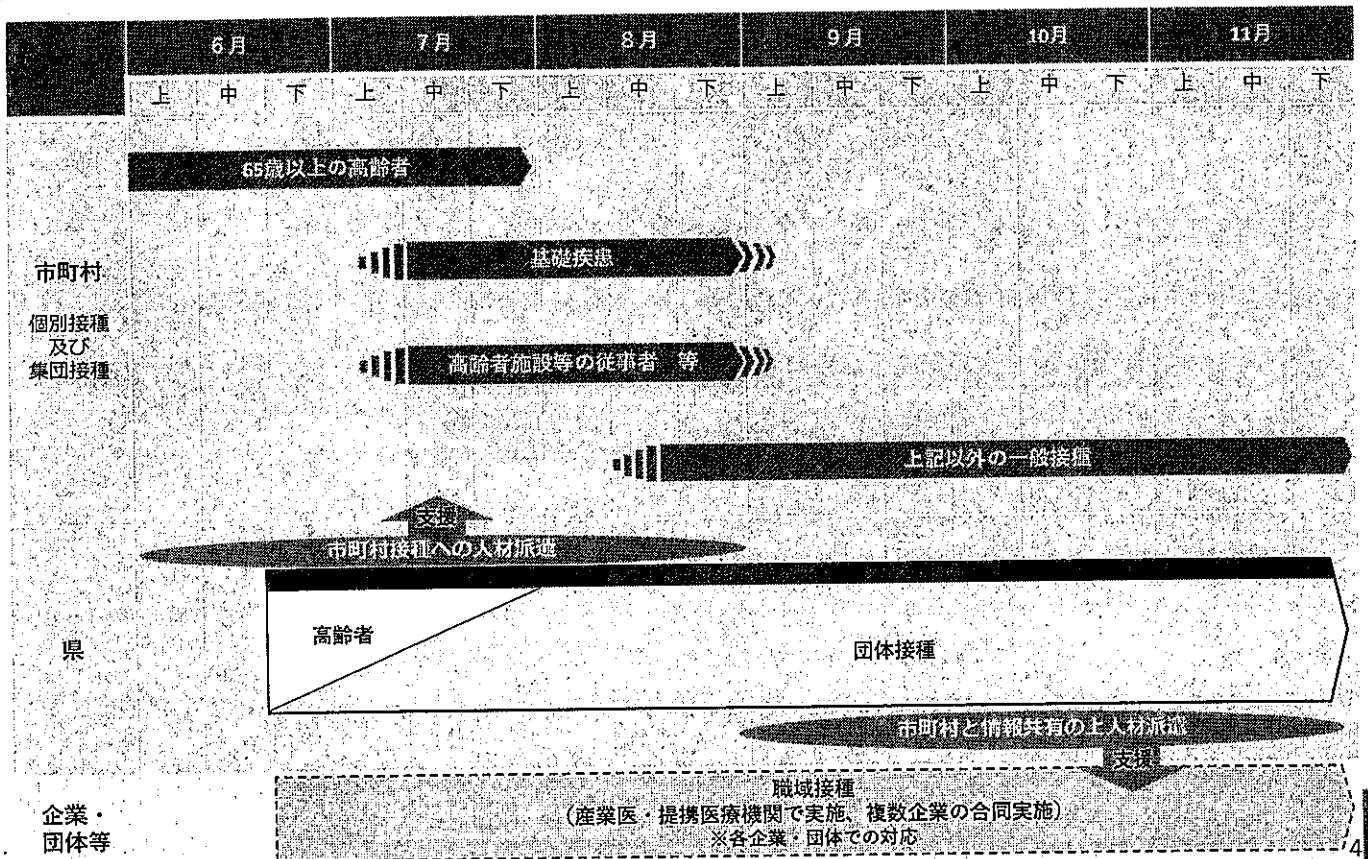 6月 7月 8月 9月 10月 11月
上 中 下 上 中 下 上 中 下 上 中 下 上 中 下 上 中 下
65歳以上の高齢者
市町村
個別接種
及び
集団接種
基礎疾患
高齢者施設等の従事者 等
上記以外の一般接種
支援
市町村接種への人材派遣
県
高齢者
団体接種
市町村と情報共有の上人材派遣
支援
企業・
団体等
職域接種
(産業医・提携医療機関で実施、複数企業の合同実施)
※各企業・団体での対応
4